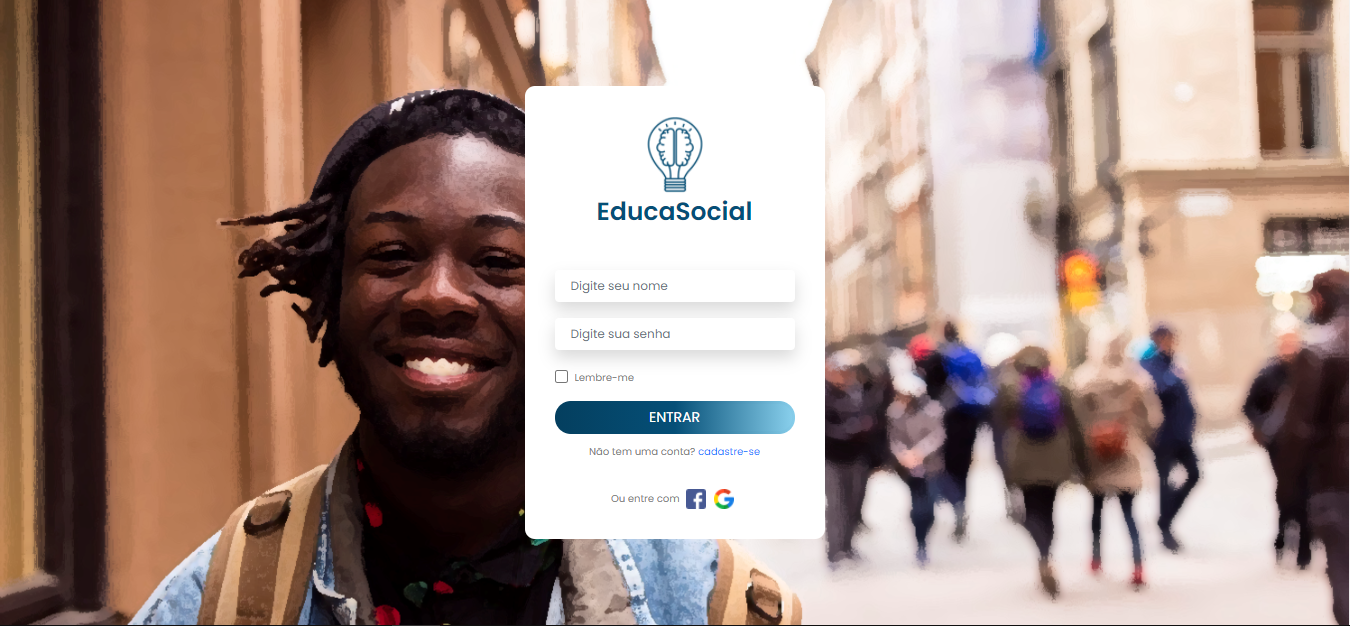 EducaSocial
Digite seu nome
Digite sua senha
Lembre-me
ENTRAR
Não tem uma conta? cadastre-se
Ou entre com